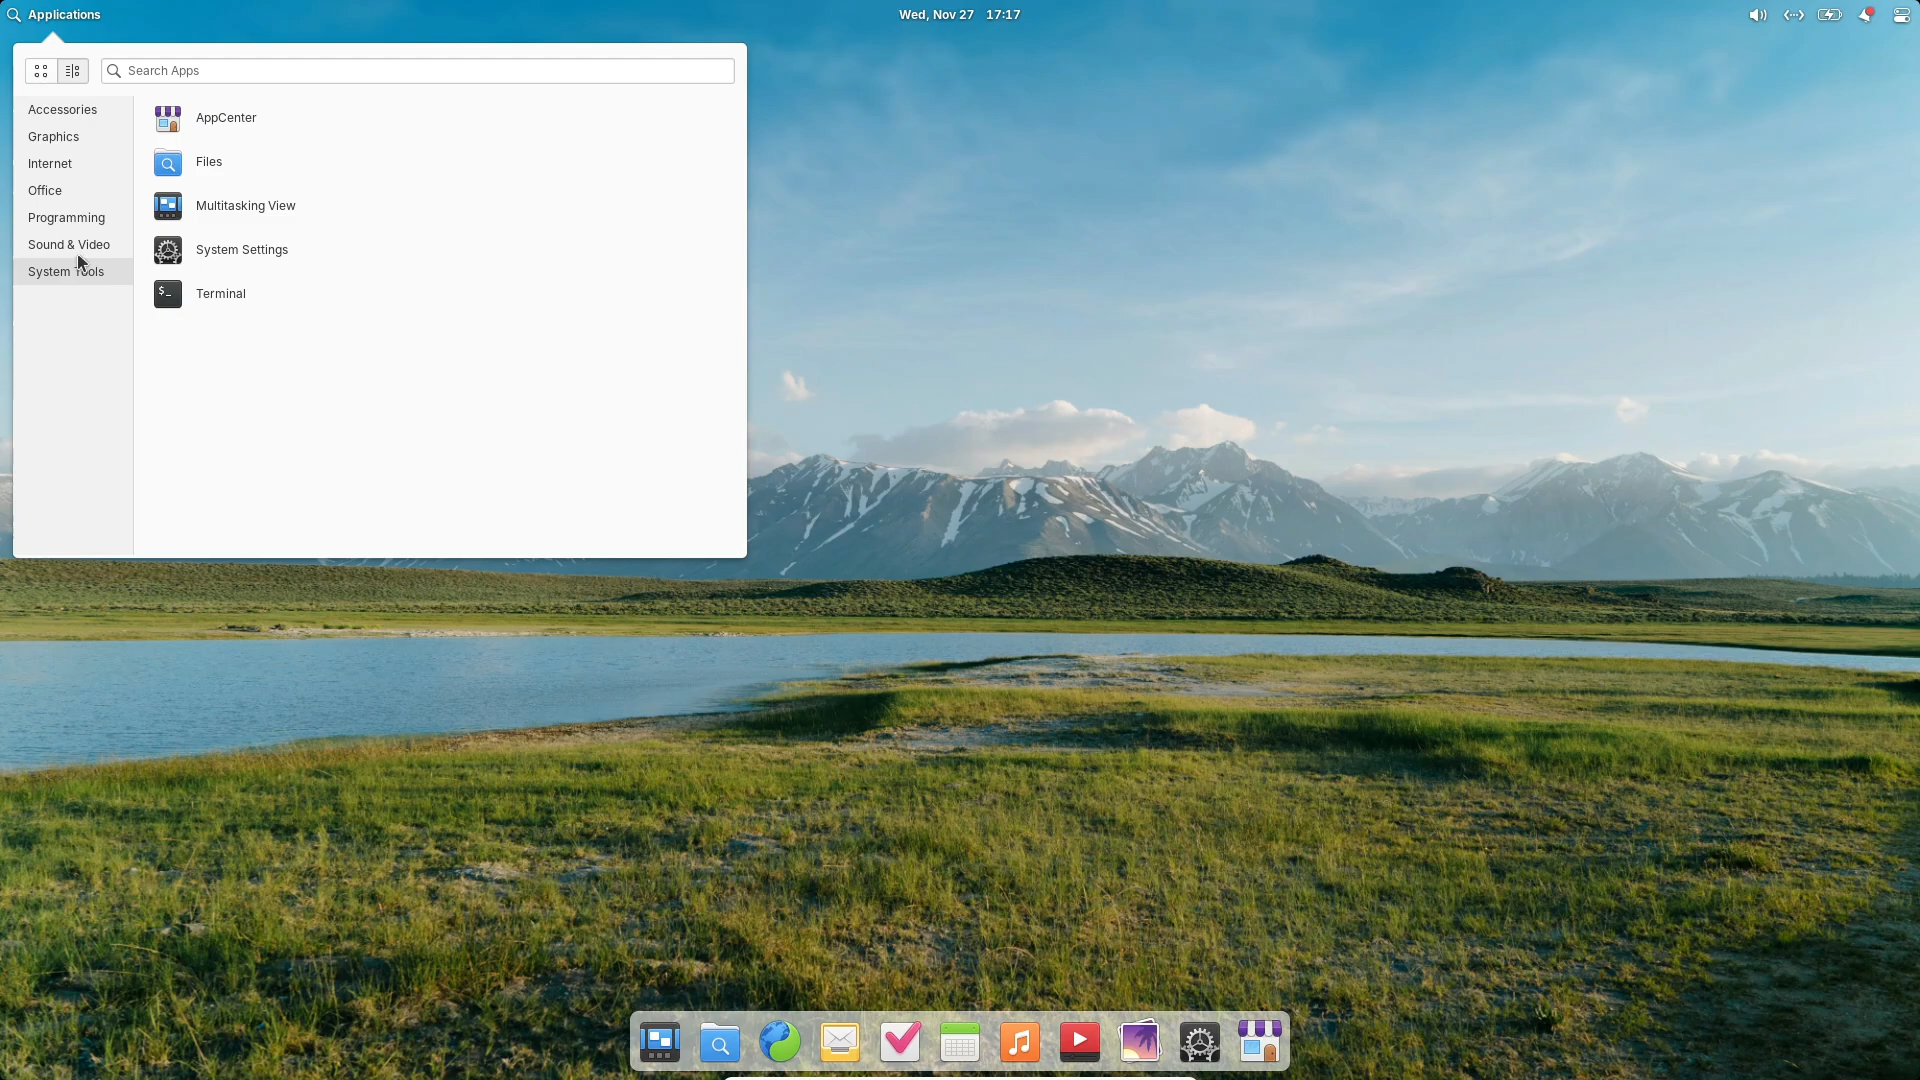 Applications
Wed, Nov 27 17:17
Search Apps
Accessories
Graphics
Internet
Office
Programming
Sound & Video
System Tools
AppCenter
Files
Multitasking View
System Settings
$_
Terminal